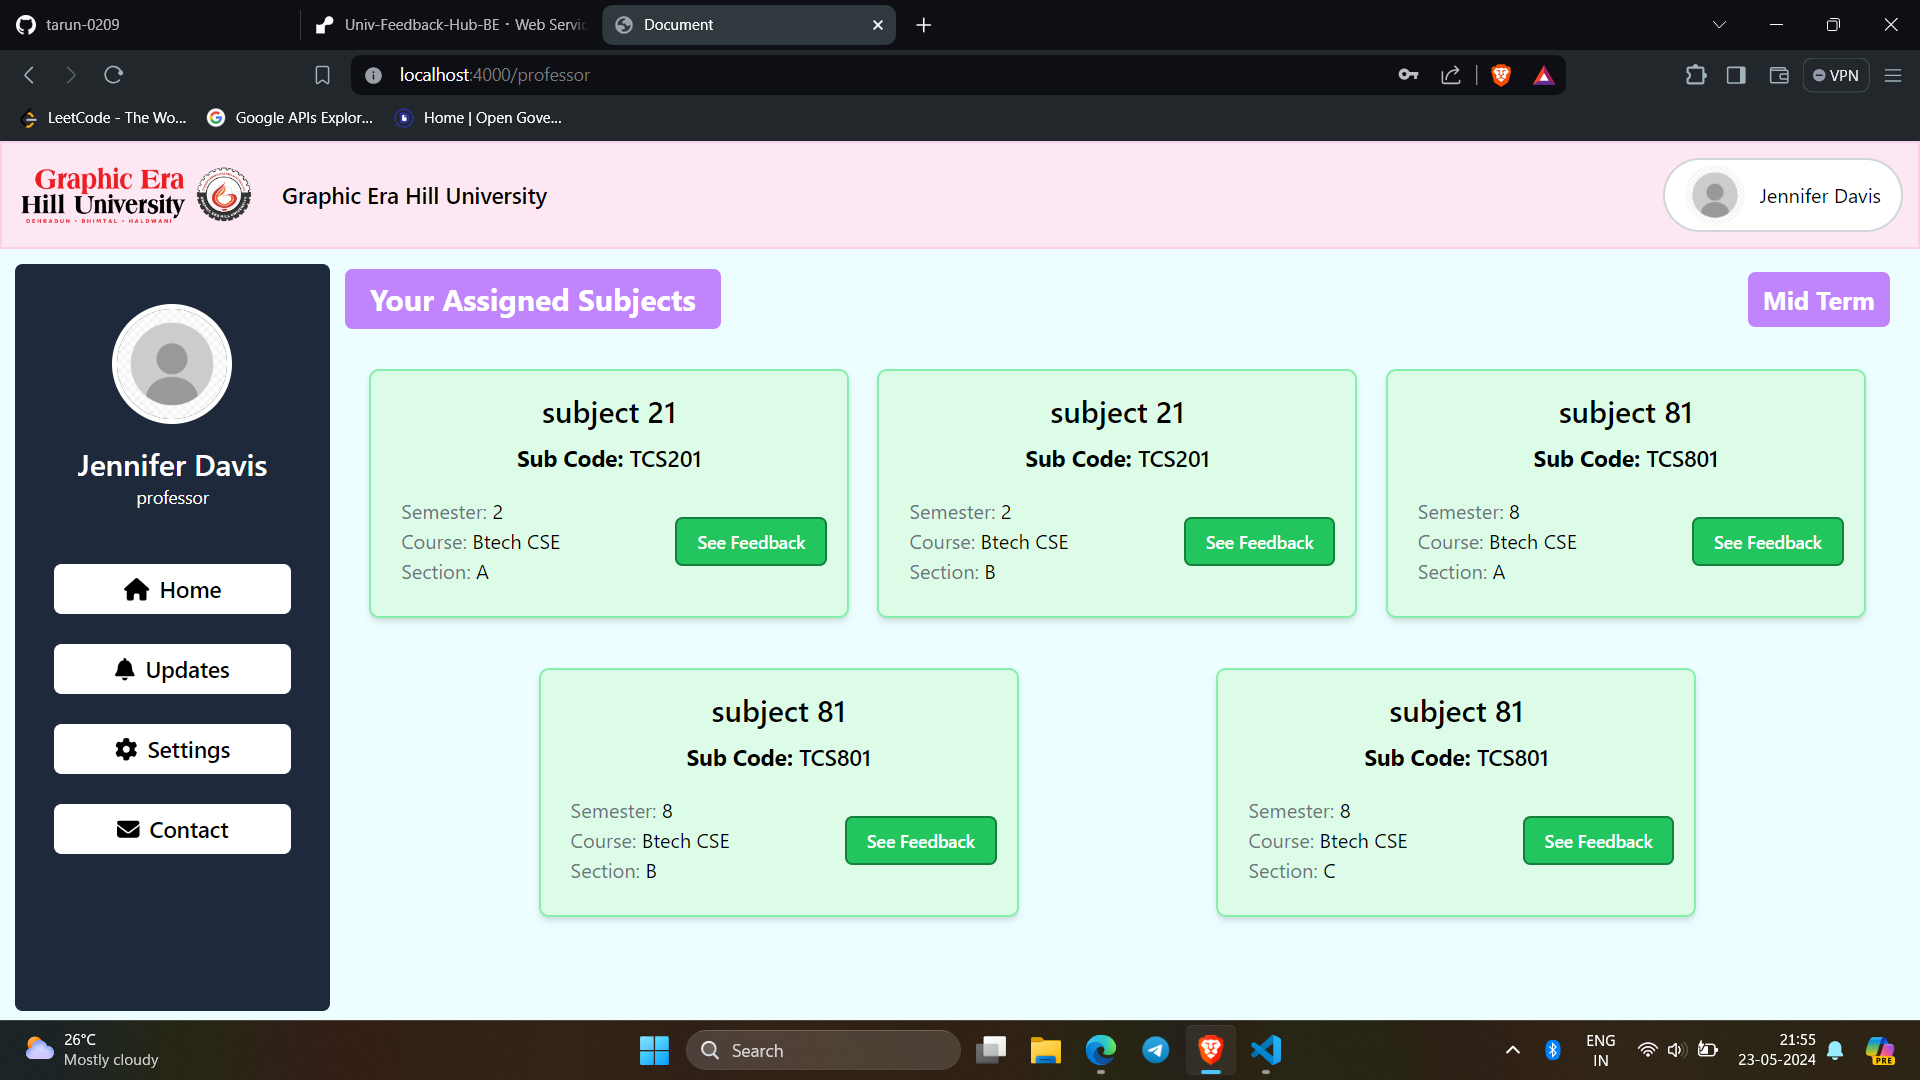 tarun-0209
Univ-Feedback-Hub-BE · Web Servic
Document
localhost:4000/professor
VPN
LeetCode - The Wo...
Google APIs Explor...
Home | Open Gove...
Graphic Era
Hill University
DEHRADUN • BHIMTAL • HALDWANI
Graphic Era Hill University
Jennifer Davis
Jennifer Davis
professor
Home
Updates
Settings
Contact
Your Assigned Subjects
Mid Term
subject 21
Sub Code: TCS201
Semester: 2
Course: Btech CSE
Section: A
See Feedback
subject 21
Sub Code: TCS201
Semester: 2
Course: Btech CSE
Section: B
See Feedback
subject 81
Sub Code: TCS801
Semester: 8
Course: Btech CSE
Section: A
See Feedback
subject 81
Sub Code: TCS801
Semester: 8
Course: Btech CSE
Section: B
See Feedback
subject 81
Sub Code: TCS801
Semester: 8
Course: Btech CSE
Section: C
See Feedback
26°C
Mostly cloudy
Search
ENG
IN
21:55
23-05-2024
PRE